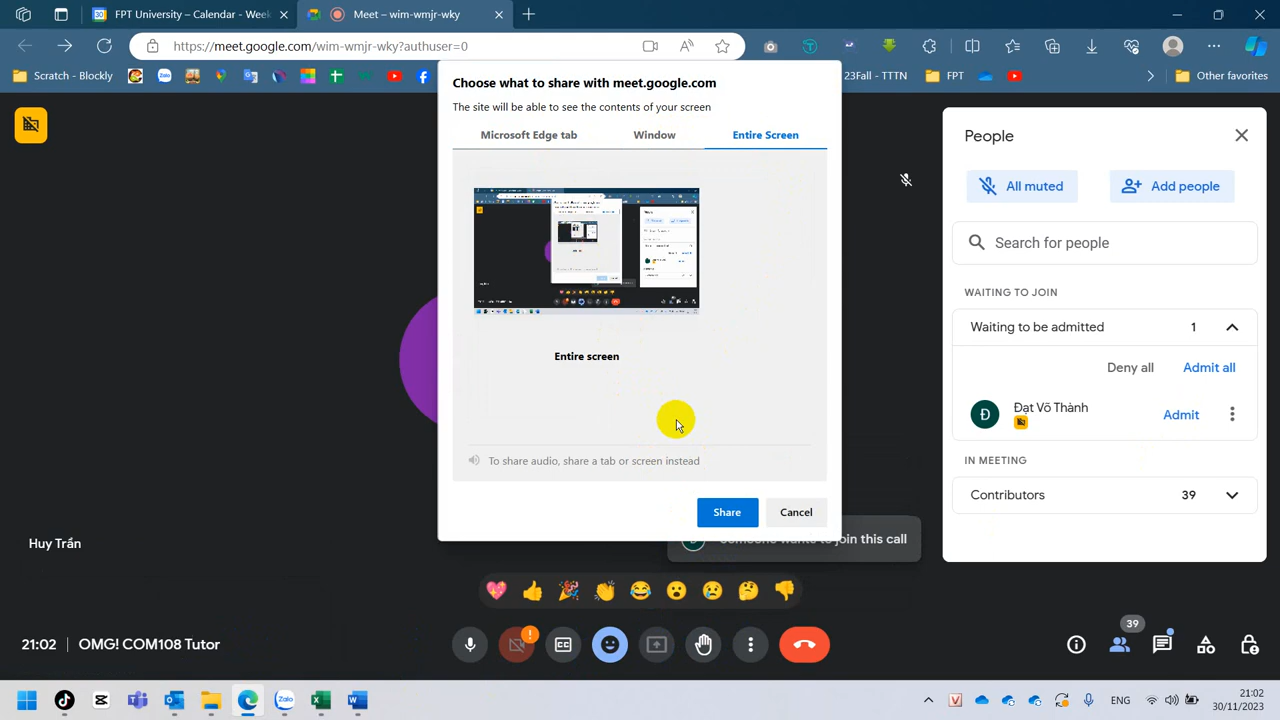 FPT University – Calendar - Week
Meet – wim-wmjr-wky
https://meet.google.com/wim-wmjr-wky?authuser=0
Scratch - Blockly
23Fall - TTTN
FPT
Other favorites
Choose what to share with meet.google.com
The site will be able to see the contents of your screen
Microsoft Edge tab
Window
Entire Screen
Entire screen
To share audio, share a tab or screen instead
Share
Cancel
People
All muted
Add people
Search for people
WAITING TO JOIN
Waiting to be admitted 1
Deny all
Admit all
Đ
Đạt Võ Thành
Admit
IN MEETING
Contributors 39
Huy Trần
to join this call
39
21:02 | OMG! COM108 Tutor
ENG
21:02
30/11/2023